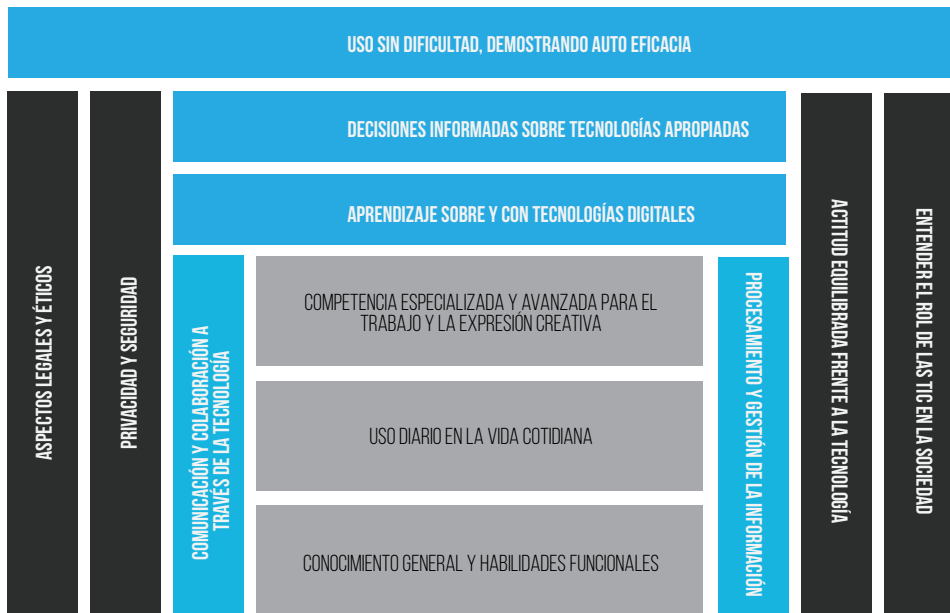 USO SIN DIFICULTAD, DEMOSTRANDO AUTO EFICACIA
DECISIONES INFORMADAS SOBRE TECNOLOGÍAS APROPIADAS
APRENDIZAJE SOBRE Y CON TECNOLOGÍAS DIGITALES
ASPECTOS LEGALES Y ÉTICOS
PRIVACIDAD Y SEGURIDAD
COMUNICACIÓN Y COLABORACIÓN A
TRAVÉS DE LA TECNOLOGÍA
COMPETENCIA ESPECIALIZADA Y AVANZADA PARA EL
TRABAJO Y LA EXPRESIÓN CREATIVA
USO DIARIO EN LA VIDA COTIDIANA
CONOCIMIENTO GENERAL Y HABILIDADES FUNCIONALES
PROCESAMIENTO Y GESTIÓN DE LA INFORMACIÓN
ACTITUD EQUILIBRADA FRENTE A LA TECNOLOGÍA
ENTENDER EL ROL DE LAS TIC EN LA SOCIEDAD